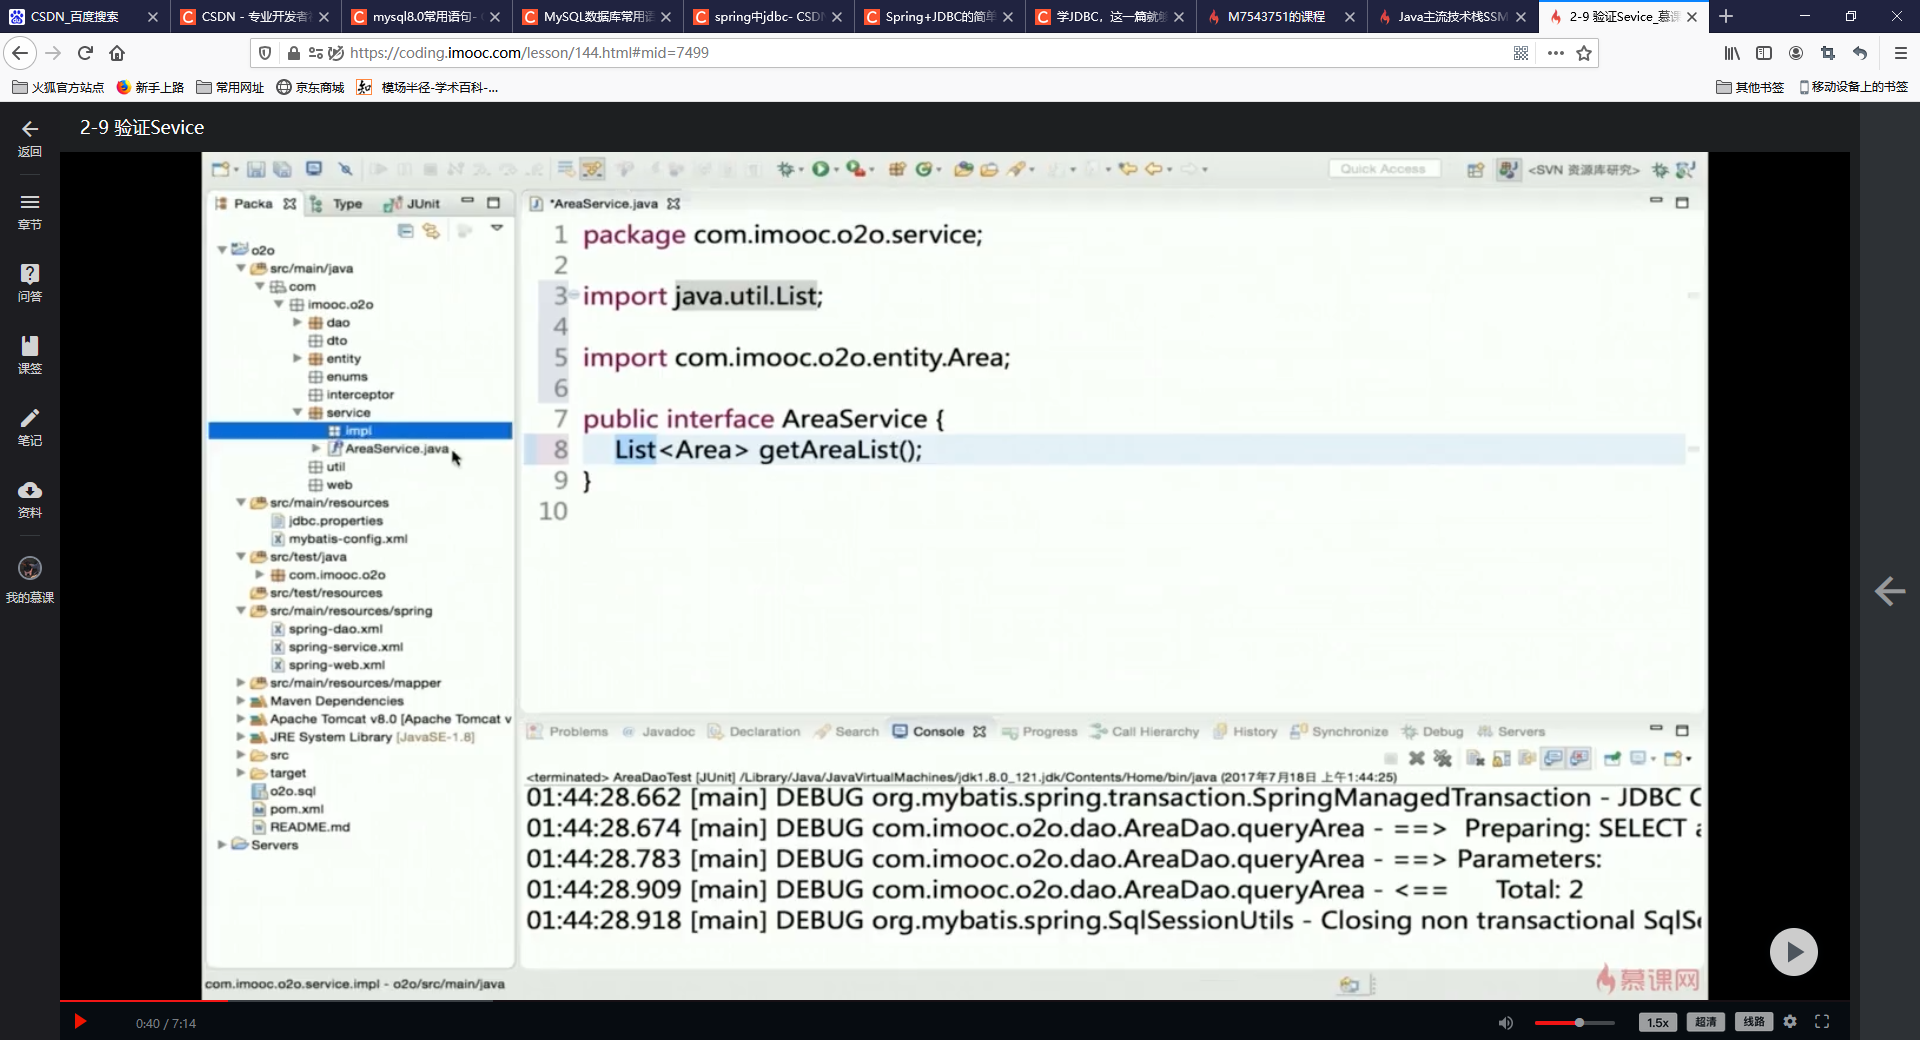 CSDN_百度搜索
CSDN - 专业开发者社
mysql8.0常用语句-
MySQL数据库常用语
spring中jdbc- CSDN
Spring+JDBC的简单
学JDBC，这一篇就够
M7543751的课程
Java主流技术栈SSM
2-9 验证Sevice_慕课
https://coding.imooc.com/lesson/144.html#mid=7499
火狐官方站点
新手上路
常用网址
京东商城
模场半径-学术百科-...
其他书签
移动设备上的书签
返回
章节
问答
课签
笔记
资料
我的慕课
2-9 验证Sevice
Quick Access
<SVN 资源库研究>
Packa
Type
JUnit
o2o
src/main/java
com
imooc.o2o
dao
dto
entity
enums
interceptor
service
impl
AreaService.java
util
web
src/main/resources
jdbc.properties
mybatis-config.xml
src/test/java
com.imooc.o2o
src/test/resources
src/main/resources/spring
spring-dao.xml
spring-service.xml
spring-web.xml
src/main/resources/mapper
Maven Dependencies
Apache Tomcat v8.0 [Apache Tomcat v
JRE System Library [JavaSE-1.8]
src
target
o2o.sql
pom.xml
README.md
Servers
*AreaService.java
1 package com.imooc.o2o.service;
2
3 import java.util.List;
4
5 import com.imooc.o2o.entity.Area;
6
7 public interface AreaService {
8 List<Area> getAreaList();
9 }
10
Problems
@ Javadoc
Declaration
Search
Console
Progress
Call Hierarchy
History
Synchronize
Debug
Servers
<terminated> AreaDaoTest [JUnit] /Library/Java/JavaVirtualMachines/jdk1.8.0_121.jdk/Contents/Home/bin/java (2017年7月18日 上午1:44:25)
01:44:28.662 [main] DEBUG org.mybatis.spring.transaction.SpringManagedTransaction - JDBC C
01:44:28.674 [main] DEBUG com.imooc.o2o.dao.AreaDao.queryArea - ==>  Preparing: SELECT a
01:44:28.783 [main] DEBUG com.imooc.o2o.dao.AreaDao.queryArea - ==> Parameters:
01:44:28.909 [main] DEBUG com.imooc.o2o.dao.AreaDao.queryArea - <==      Total: 2
01:44:28.918 [main] DEBUG org.mybatis.spring.SqlSessionUtils - Closing non transactional SqlSe
com.imooc.o2o.service.impl - o2o/src/main/java
慕课网
0:40 / 7:14
1.5x
超清
线路